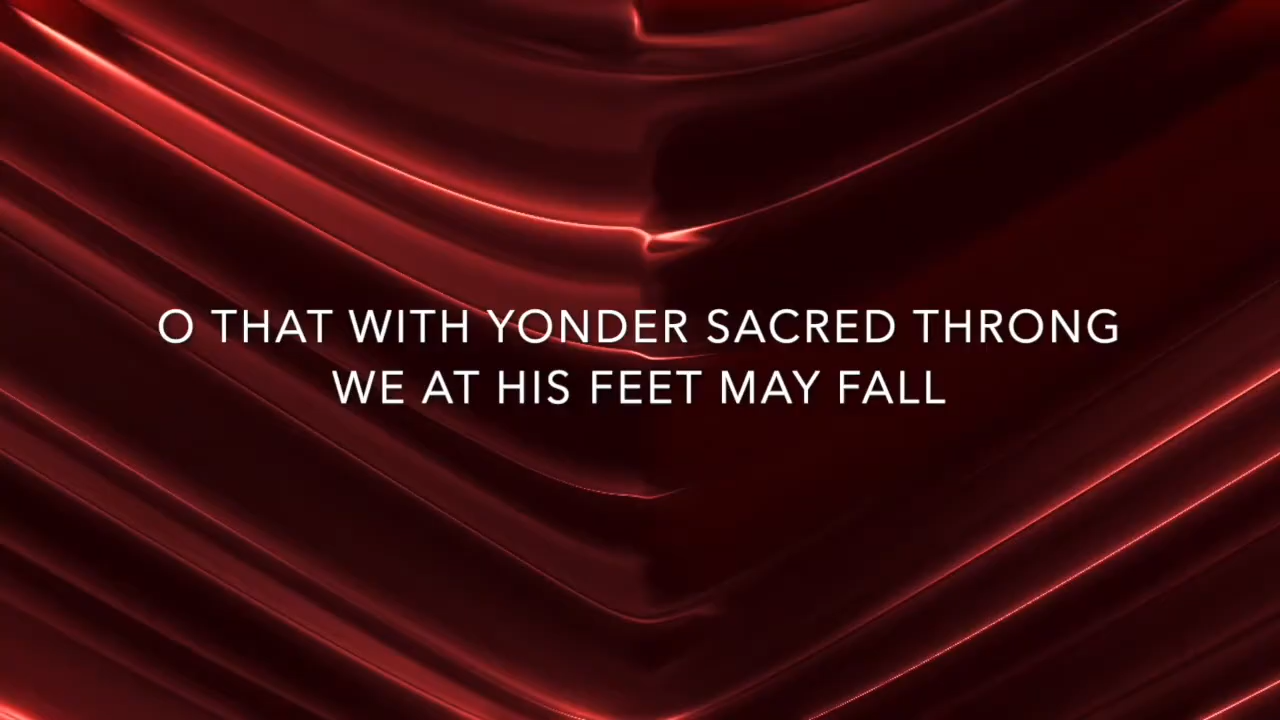 O THAT WITH YONDER SACRED THRONG
WE AT HIS FEET MAY FALL